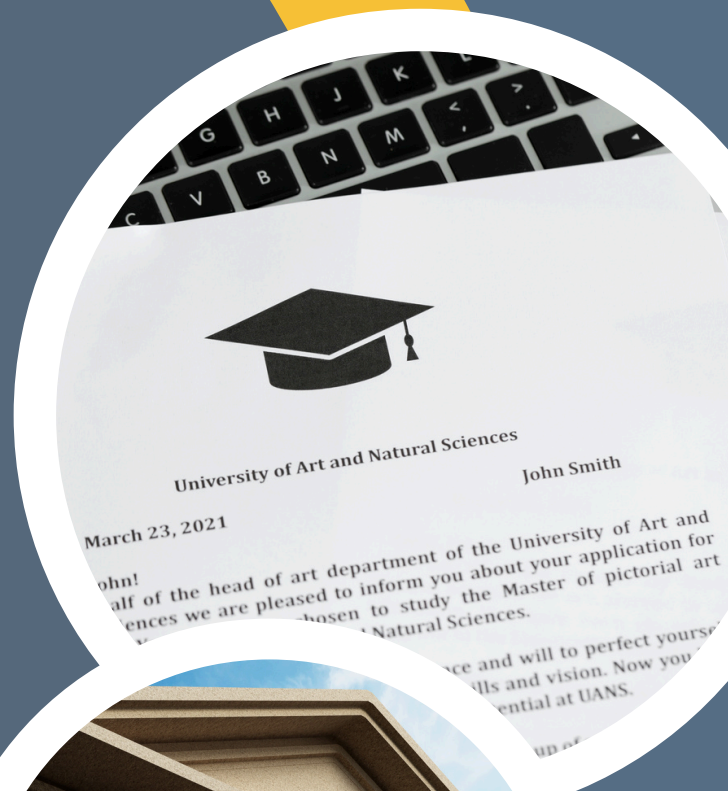 K L
G H J
C V B N M < , > .
University of Art and Natural Sciences
John Smith
March 23, 2021
ohn!
alf of the head of art department of the University of Art and
ences we are pleased to inform you about your application for
hosen to study the Master of pictorial art
Natural Sciences.
ce and will to perfect yourse
lls and vision. Now you
ential at UANS.
up of